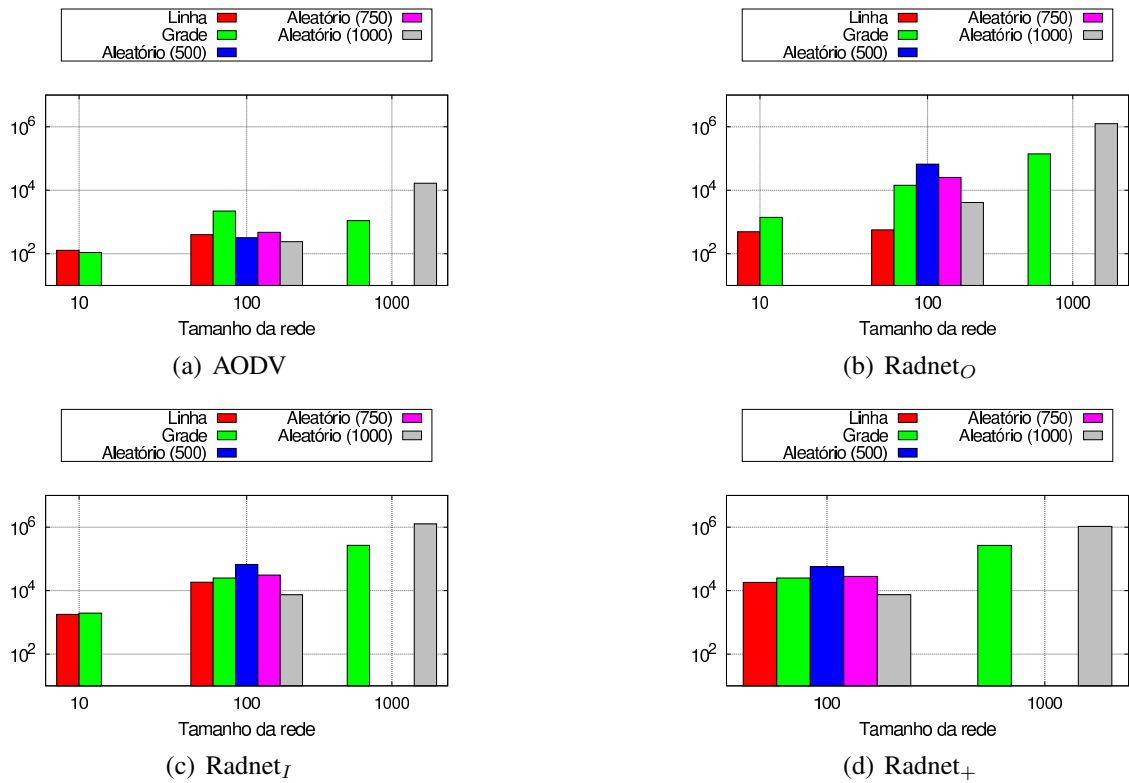 Linha
Grade
Aleatório (500)
Aleatório (750)
Aleatório (1000)
10^6
10^4
10^2
10 100 1000
Tamanho da rede
(a) AODV
Linha
Grade
Aleatório (500)
Aleatório (750)
Aleatório (1000)
10^6
10^4
10^2
10 100 1000
Tamanho da rede
(b) Radnet_O
Linha
Grade
Aleatório (500)
Aleatório (750)
Aleatório (1000)
10^6
10^4
10^2
10 100 1000
Tamanho da rede
(c) Radnet_I
Linha
Grade
Aleatório (500)
Aleatório (750)
Aleatório (1000)
10^6
10^4
10^2
100 1000
Tamanho da rede
(d) Radnet_+